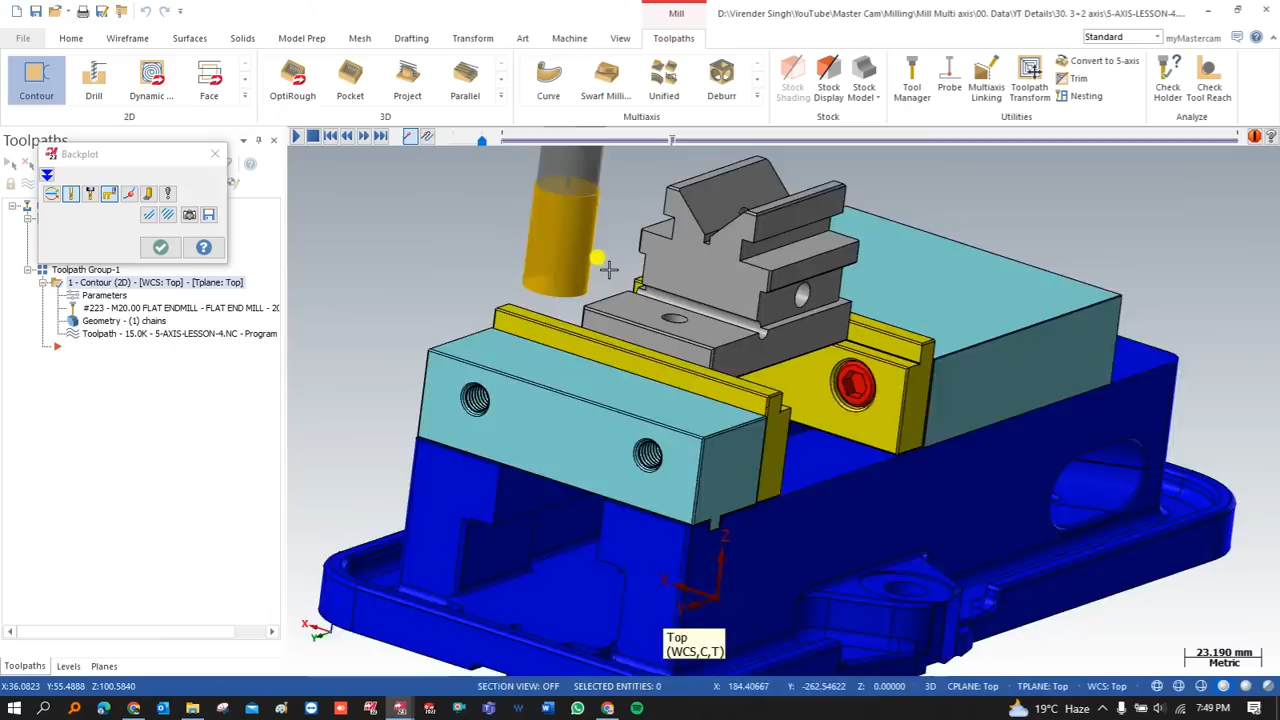 Mill
D:\Virender Singh\YouTube\Master Cam\Milling\Mill Multi axis\00. Data\YT Details\30. 3+2 axis\5-AXIS-LESSON-4....
File
Home
Wireframe
Surfaces
Solids
Model Prep
Mesh
Drafting
Transform
Art
Machine
View
Toolpaths
Standard
myMastercam
Contour
Drill
Dynamic ...
Face
OptiRough
Pocket
Project
Parallel
Curve
Swarf Milli...
Unified
Deburr
Stock Shading
Stock Display
Stock Model
Tool Manager
Probe
Multiaxis Linking
Toolpath Transform
Convert to 5-axis
Trim
Nesting
Check Holder
Check Tool Reach
2D
3D
Multiaxis
Stock
Utilities
Analyze
Toolpaths
Backplot
Toolpath Group-1
1 - Contour (2D) - [WCS: Top] - [Tplane: Top]
Parameters
#223 - M20.00 FLAT ENDMILL - FLAT END MILL - 20
Geometry - (1) chains
Toolpath - 15.0K - 5-AXIS-LESSON-4.NC - Program
Z
X
Y
Top
(WCS,C,T)
X
Y
23.190 mm
Metric
Toolpaths
Levels
Planes
X:36.0823 Y:55.4888 Z:100.5840
SECTION VIEW: OFF
SELECTED ENTITIES: 0
X: 184.40667
Y: -262.54622
Z: 0.00000
3D
CPLANE: Top
TPLANE: Top
WCS: Top
19°C Haze
7:49 PM